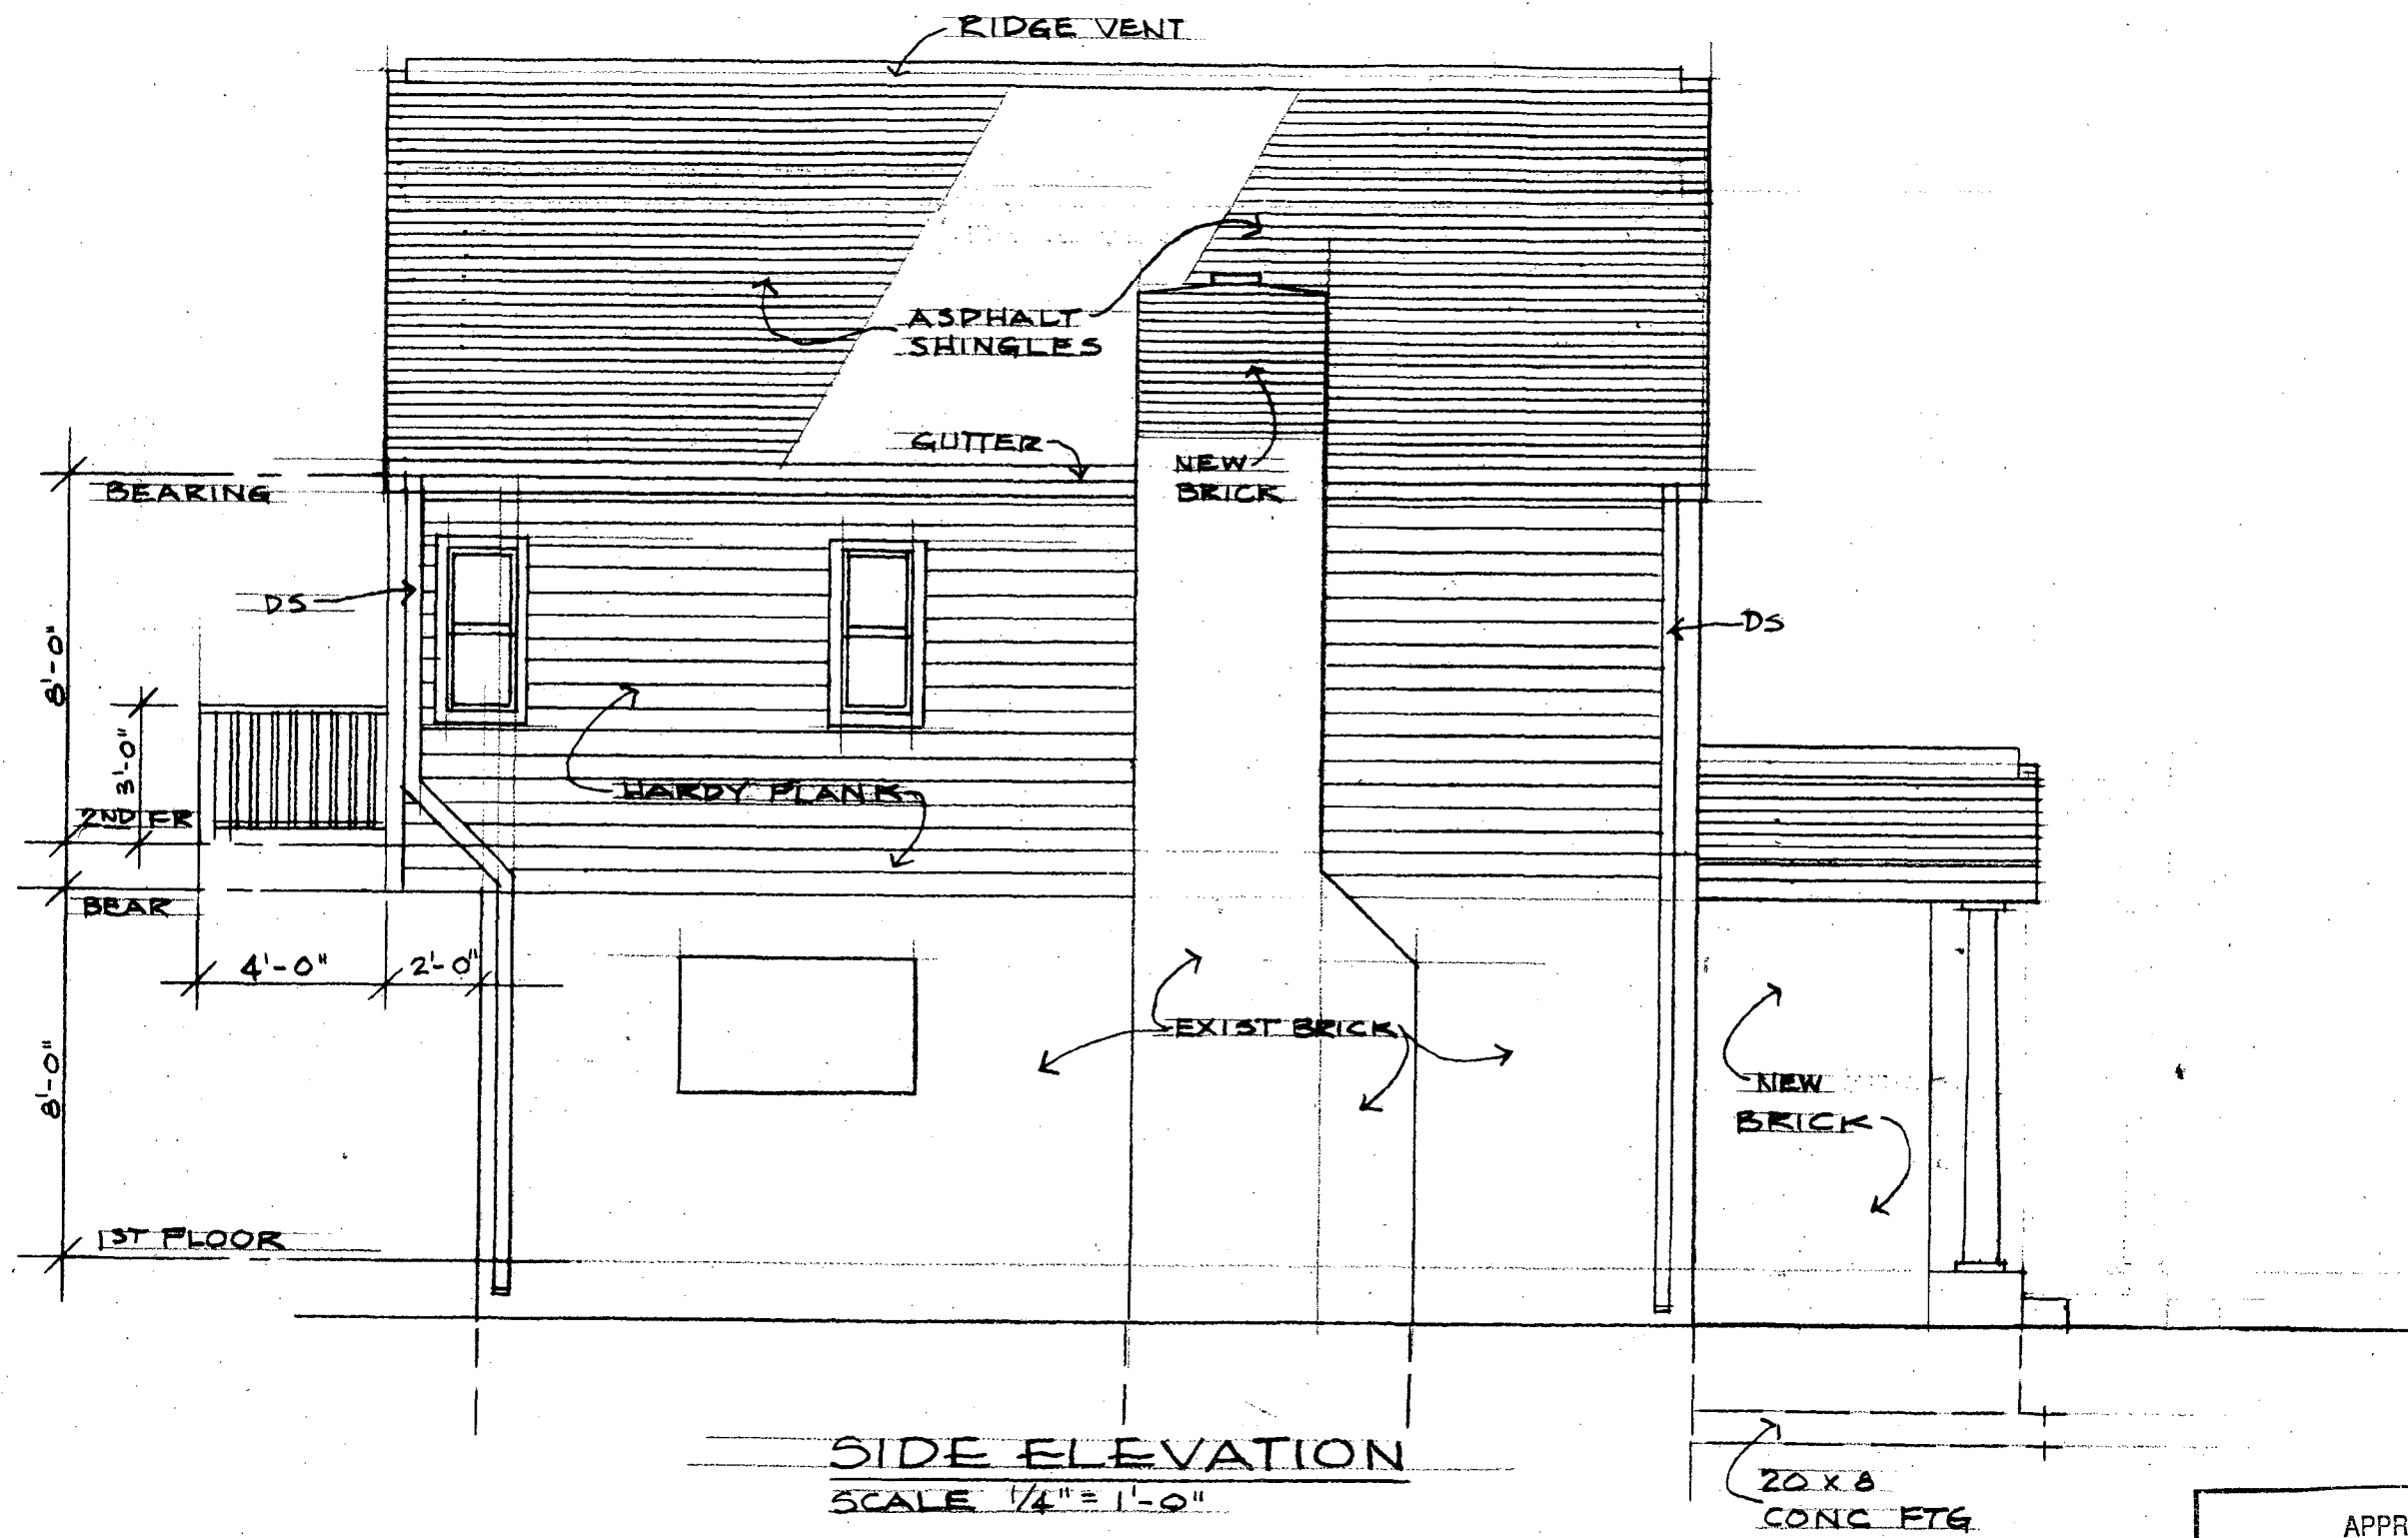 RIDGE VENT
ASPHALT
SHINGLES
GUTTER
NEW
BRICK
BEARING
DS
DS
8'-0"
3'-0"
HARDY PLANK
2ND FR
BEAR
4'-0"
2'-0"
EXIST BRICK
8'-0"
NEW
BRICK
1ST FLOOR
SIDE ELEVATION
SCALE 1/4" = 1'-0"
20 x 8
CONC FTG
APPR